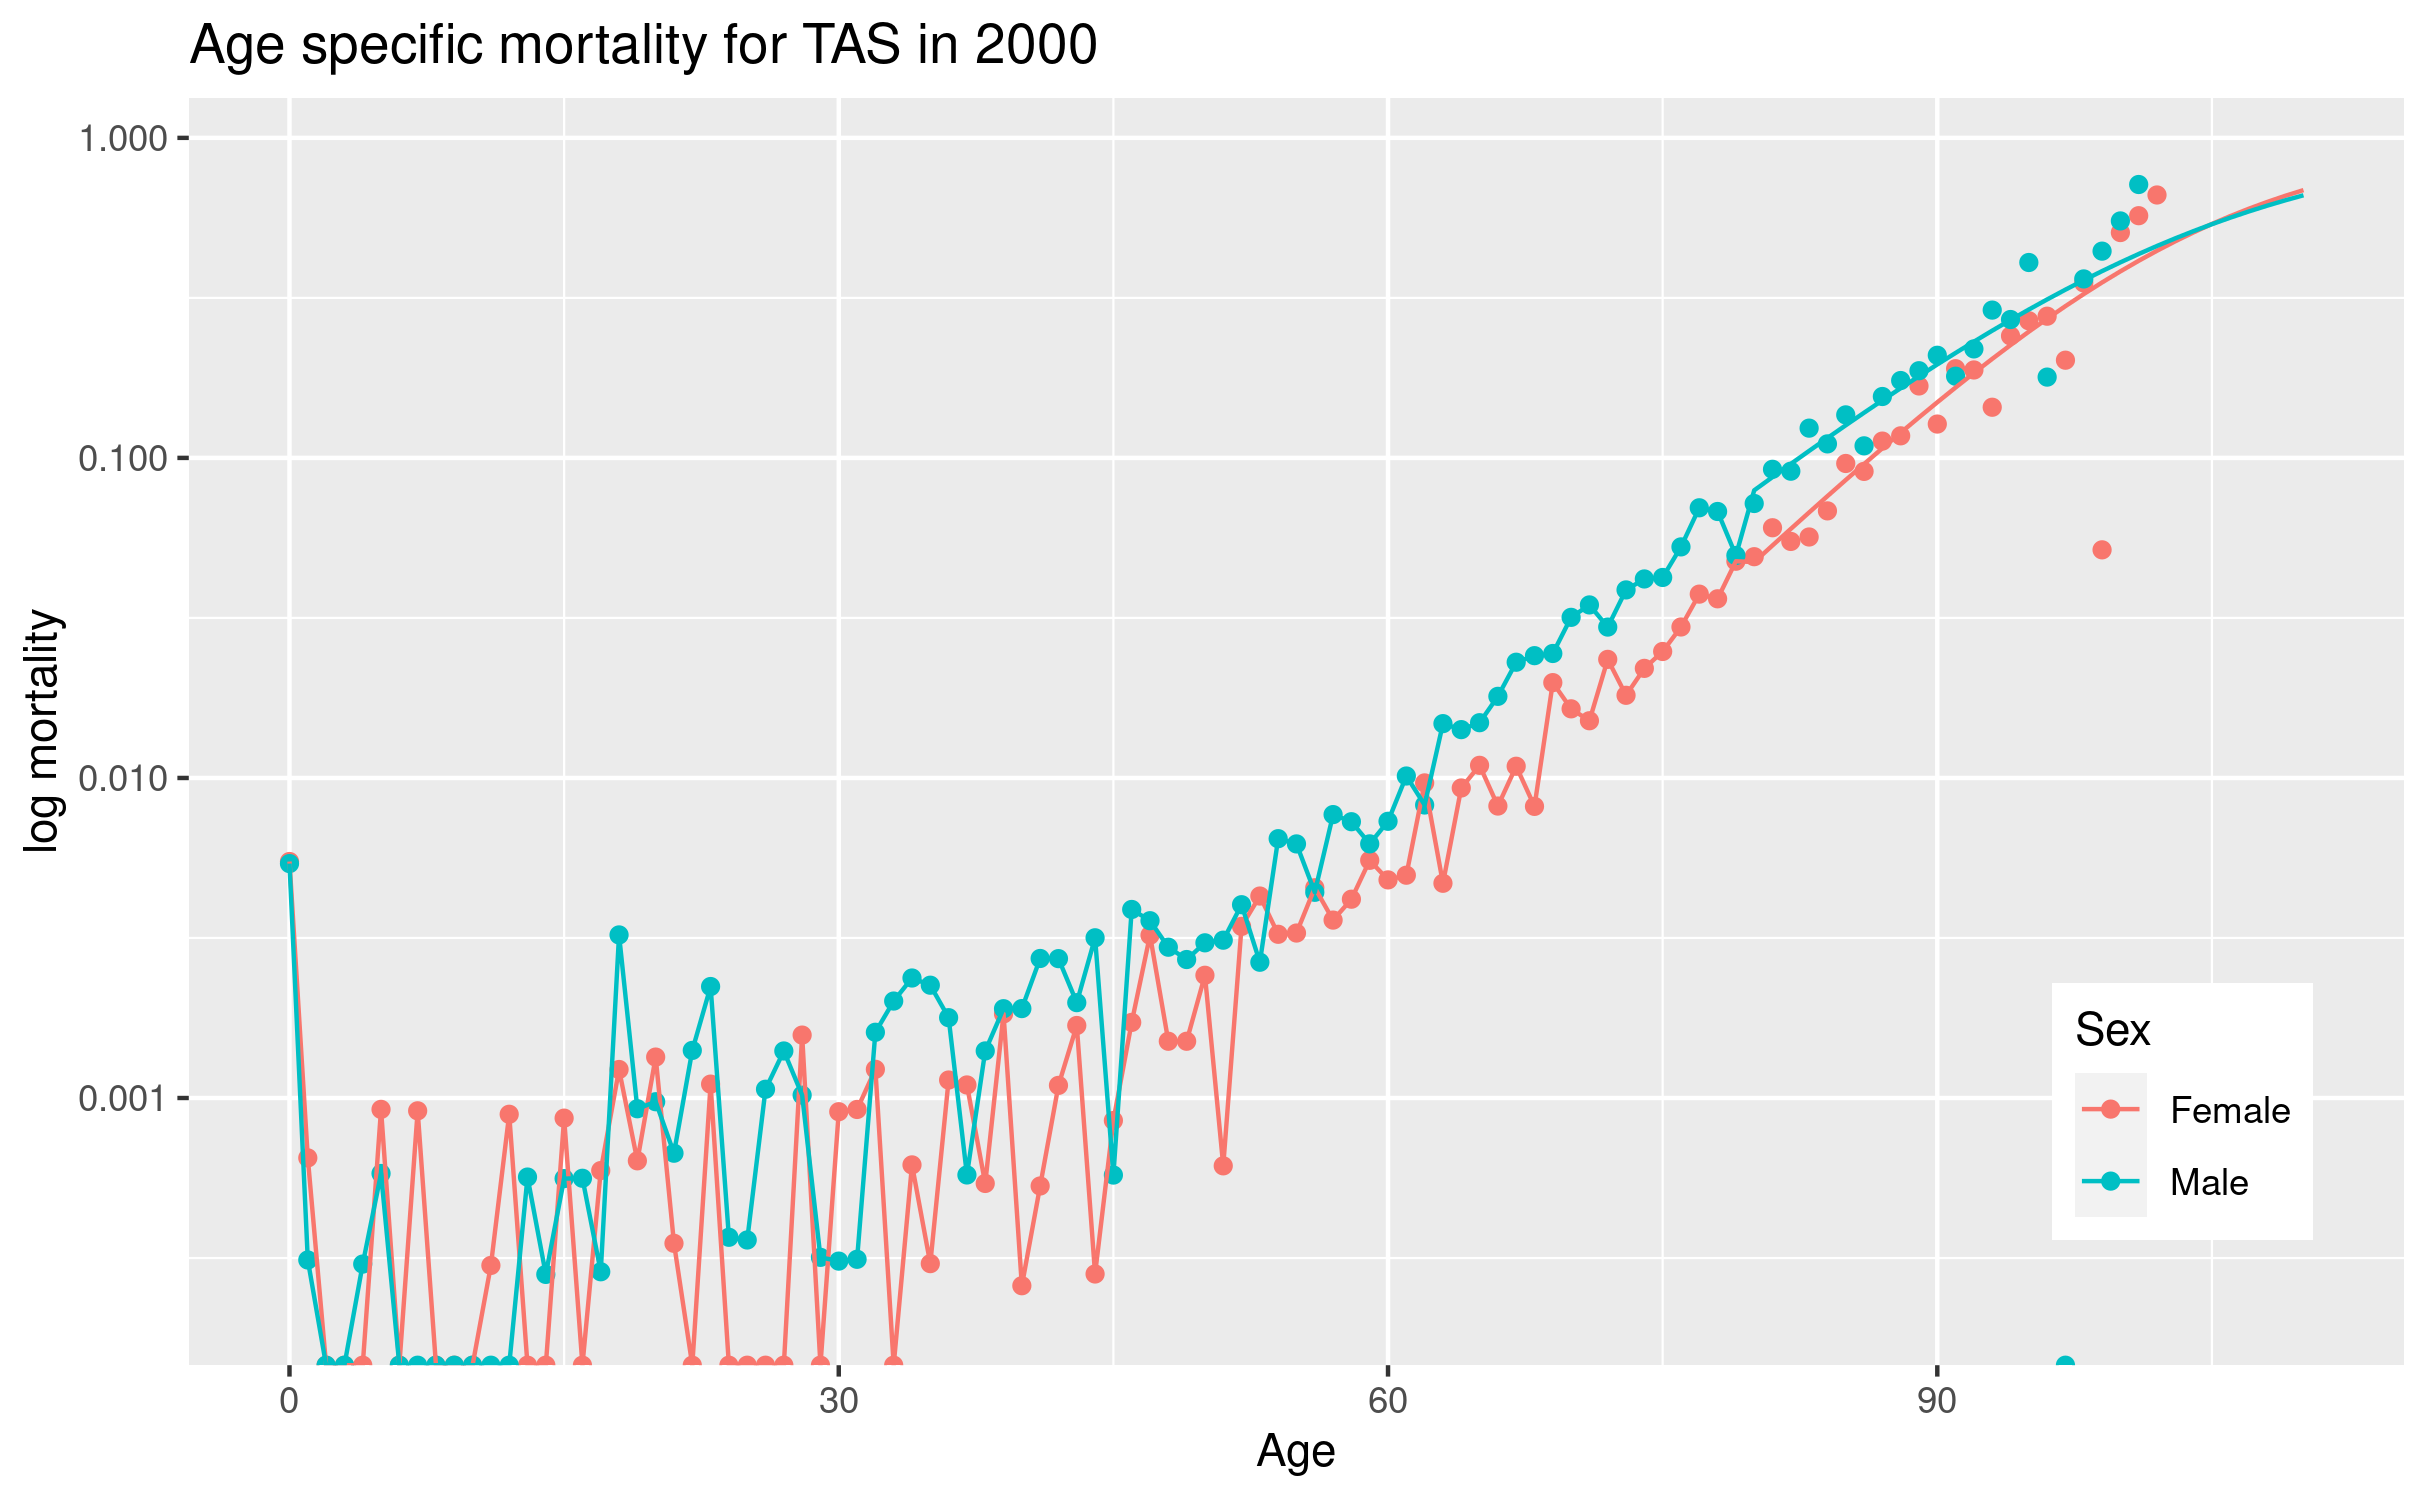 Age specific mortality for TAS in 2000
1.000
0.100
0.010
0.001
log mortality
0 30 60 90
Age
Sex
Female
Male